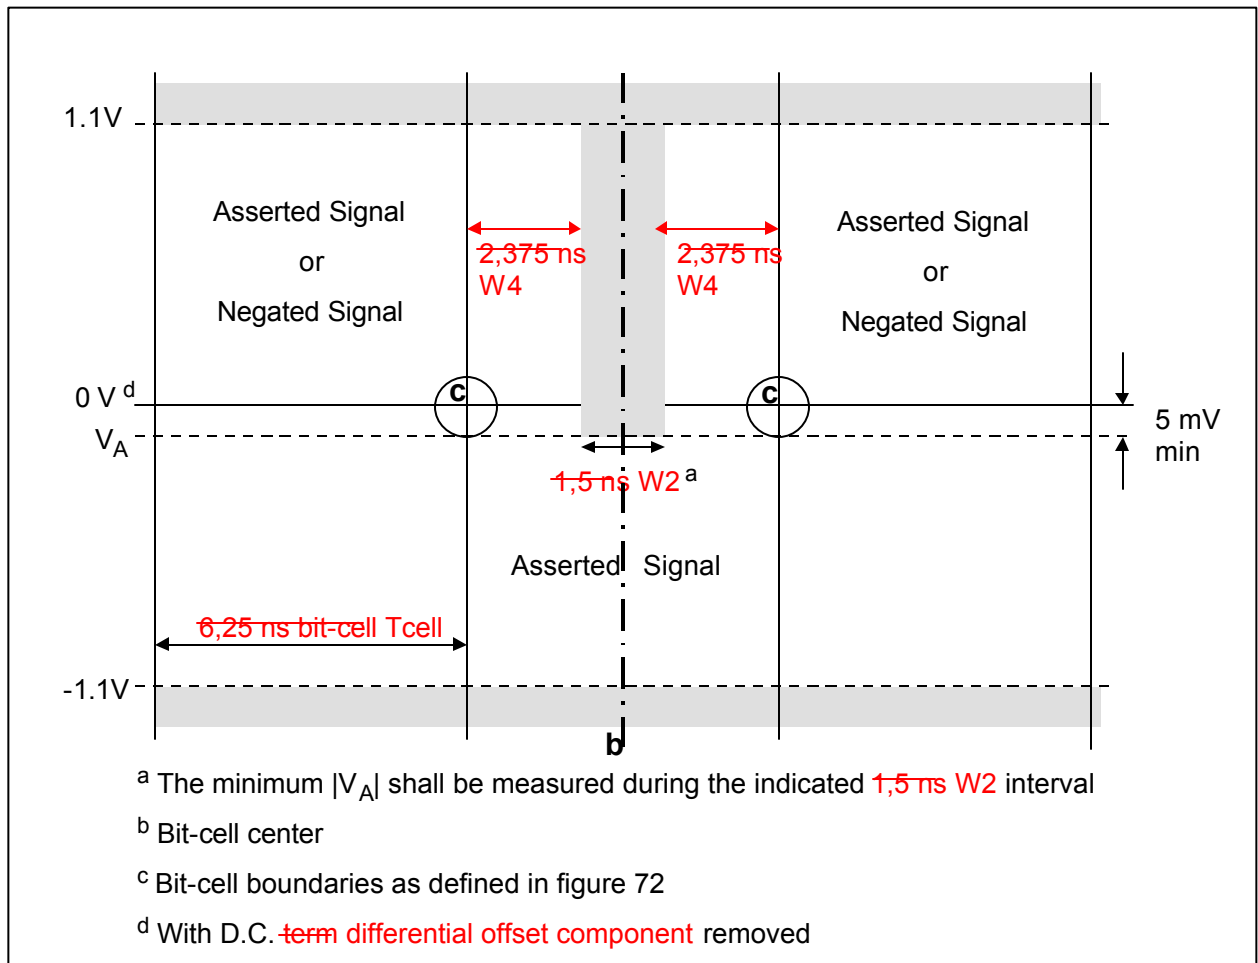 1.1V
Asserted Signal
or
Negated Signal
2,375 ns
W4
2,375 ns
W4
Asserted Signal
or
Negated Signal
0 V d
c
c
VA
5 mV
min
1,5 ns W2 a
Asserted Signal
6,25 ns bit-cell Tcell
-1.1V
b
a The minimum |VA| shall be measured during the indicated 1,5 ns W2 interval
b Bit-cell center
c Bit-cell boundaries as defined in figure 72
d With D.C. term differential offset component removed